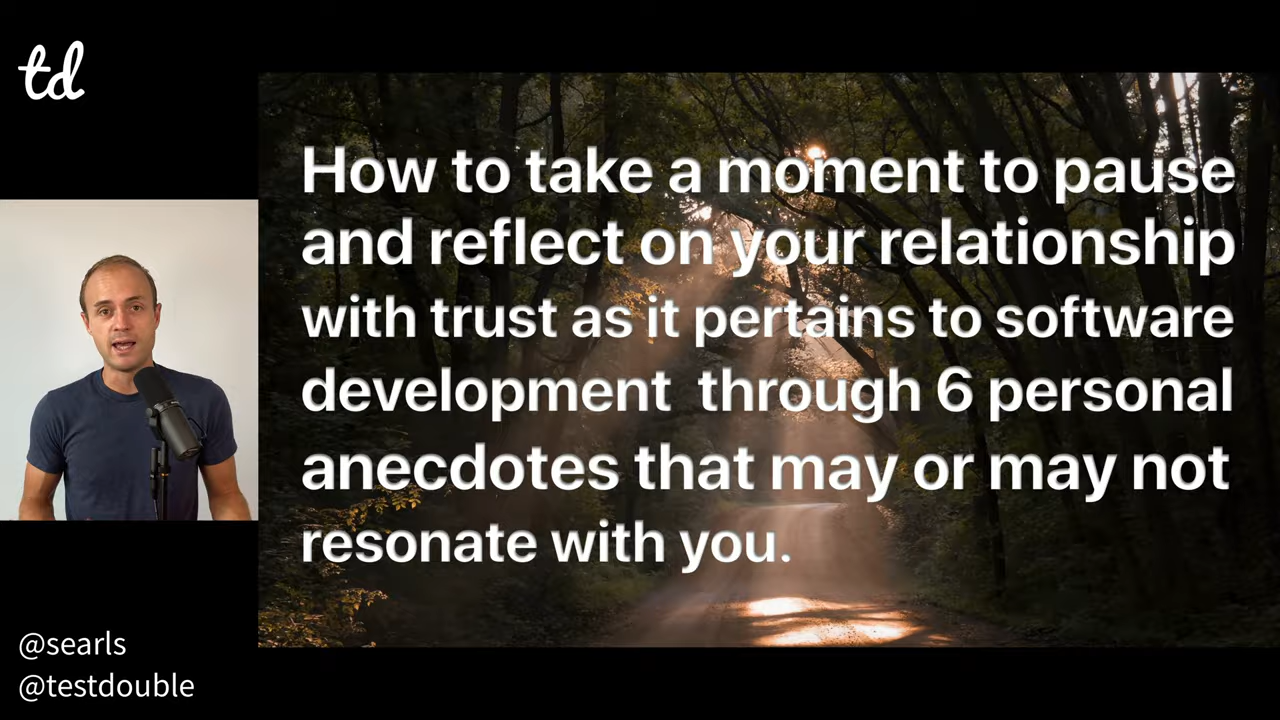 td
How to take a moment to pause
and reflect on your relationship
with trust as it pertains to software
development through 6 personal
anecdotes that may or may not
resonate with you.
@searls
@testdouble